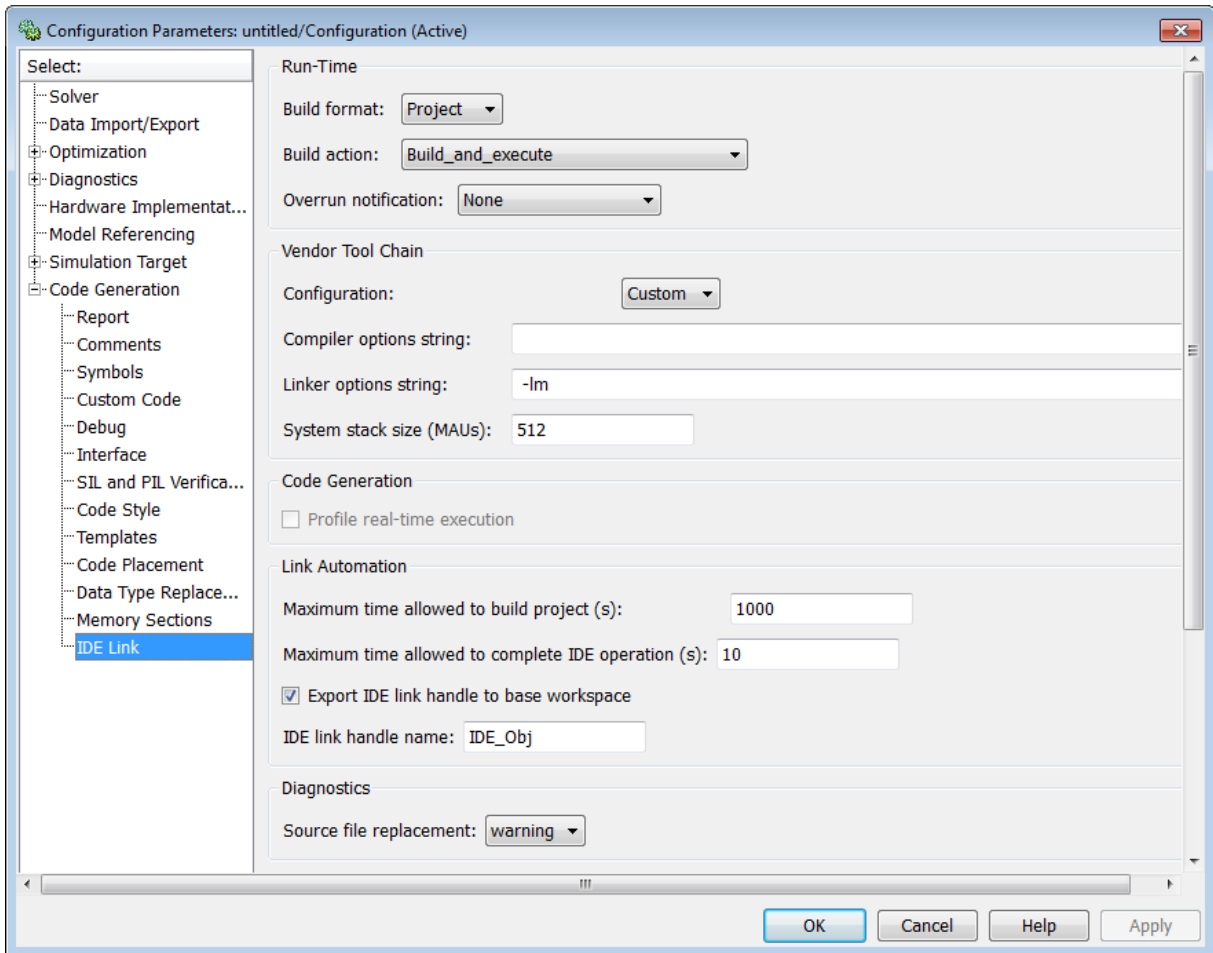 Configuration Parameters: untitled/Configuration (Active)
Select:
Solver
Data Import/Export
Optimization
Diagnostics
Hardware Implementat...
Model Referencing
Simulation Target
Code Generation
Report
Comments
Symbols
Custom Code
Debug
Interface
SIL and PIL Verifica...
Code Style
Templates
Code Placement
Data Type Replace...
Memory Sections
IDE Link
Run-Time
Build format: Project
Build action: Build_and_execute
Overrun notification: None
Vendor Tool Chain
Configuration: Custom
Compiler options string:
Linker options string: -lm
System stack size (MAUs): 512
Code Generation
Profile real-time execution
Link Automation
Maximum time allowed to build project (s): 1000
Maximum time allowed to complete IDE operation (s): 10
Export IDE link handle to base workspace
IDE link handle name: IDE_Obj
Diagnostics
Source file replacement: warning
OK Cancel Help Apply